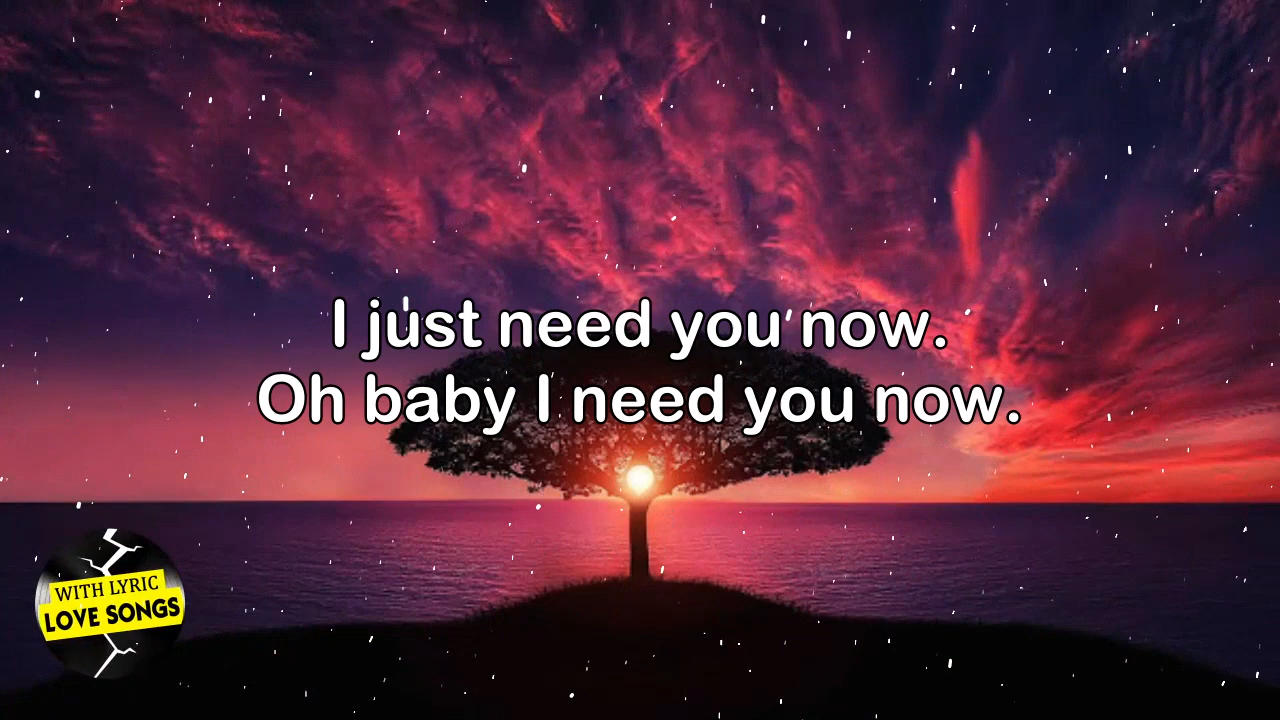 I just need you now.
Oh baby I need you now.
WITH LYRIC
LOVE SONGS